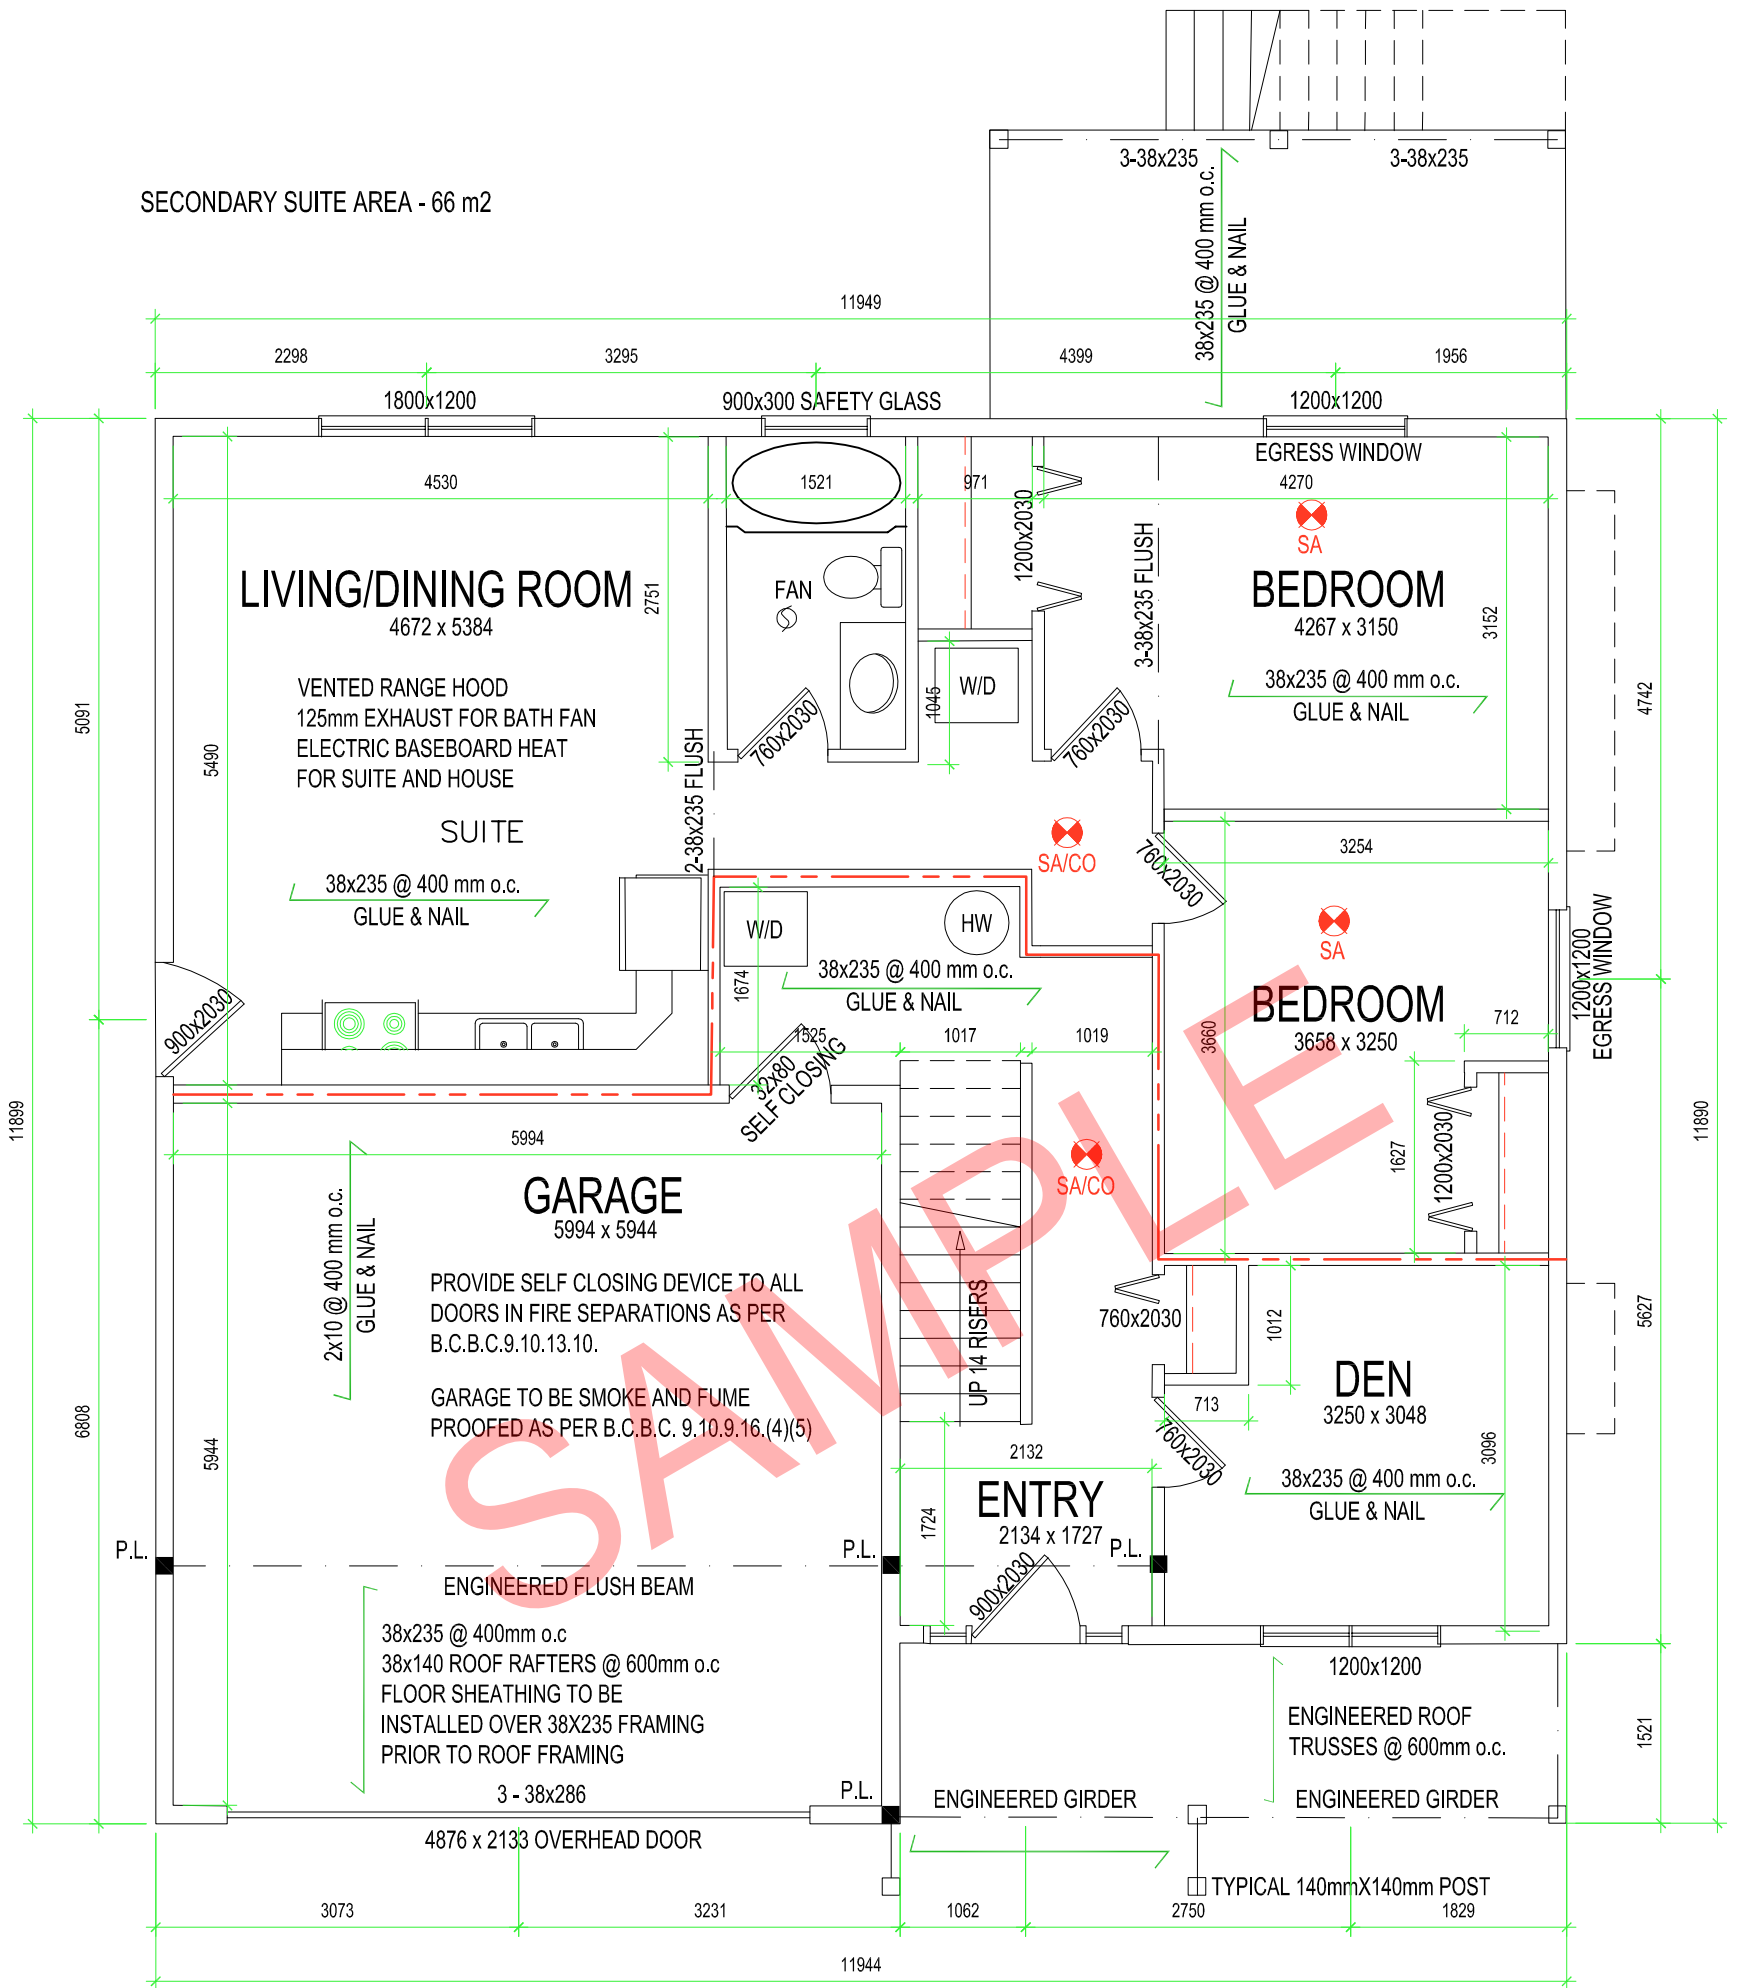 3-38x235
3-38x235
38x235 @ 400 mm o.c.
GLUE & NAIL
SECONDARY SUITE AREA - 66 m2
11949
2298
3295
4399
1956
1800x1200
900x300 SAFETY GLASS
1200x1200
EGRESS WINDOW
4530
1521
971
4270
1200x2030
3-38x235 FLUSH
SA
LIVING/DINING ROOM
4672 x 5384
2751
FAN
BEDROOM
4267 x 3150
3152
VENTED RANGE HOOD
125mm EXHAUST FOR BATH FAN
ELECTRIC BASEBOARD HEAT
FOR SUITE AND HOUSE
W/D
1045
38x235 @ 400 mm o.c.
GLUE & NAIL
760x2030
760x2030
5091
5490
4742
SUITE
2-38x235 FLUSH
SA/CO
760x2030
3254
38x235 @ 400 mm o.c.
GLUE & NAIL
W/D
HW
SA
1200x1200
EGRESS WINDOW
38x235 @ 400 mm o.c.
GLUE & NAIL
1674
BEDROOM
3658 x 3250
3660
712
900x2030
1525
1017
1019
32x80
SELF CLOSING
11899
11890
5994
1627
1200x2030
GARAGE
5994 x 5944
SA/CO
2x10 @ 400 mm o.c.
GLUE & NAIL
PROVIDE SELF CLOSING DEVICE TO ALL
DOORS IN FIRE SEPARATIONS AS PER
B.C.B.C.9.10.13.10.
UP 14 RISERS
760x2030
1012
5627
GARAGE TO BE SMOKE AND FUME
PROOFED AS PER B.C.B.C. 9.10.9.16.(4)(5)
DEN
3250 x 3048
713
760x2030
6808
5944
2132
3096
ENTRY
2134 x 1727
1724
38x235 @ 400 mm o.c.
GLUE & NAIL
P.L.
P.L.
P.L.
ENGINEERED FLUSH BEAM
900x2030
38x235 @ 400mm o.c
38x140 ROOF RAFTERS @ 600mm o.c
FLOOR SHEATHING TO BE
INSTALLED OVER 38X235 FRAMING
PRIOR TO ROOF FRAMING
1200x1200
ENGINEERED ROOF
TRUSSES @ 600mm o.c.
1521
3 - 38x286
P.L.
ENGINEERED GIRDER
ENGINEERED GIRDER
4876 x 2133 OVERHEAD DOOR
TYPICAL 140mmX140mm POST
3073
3231
1062
2750
1829
11944
SAMPLE